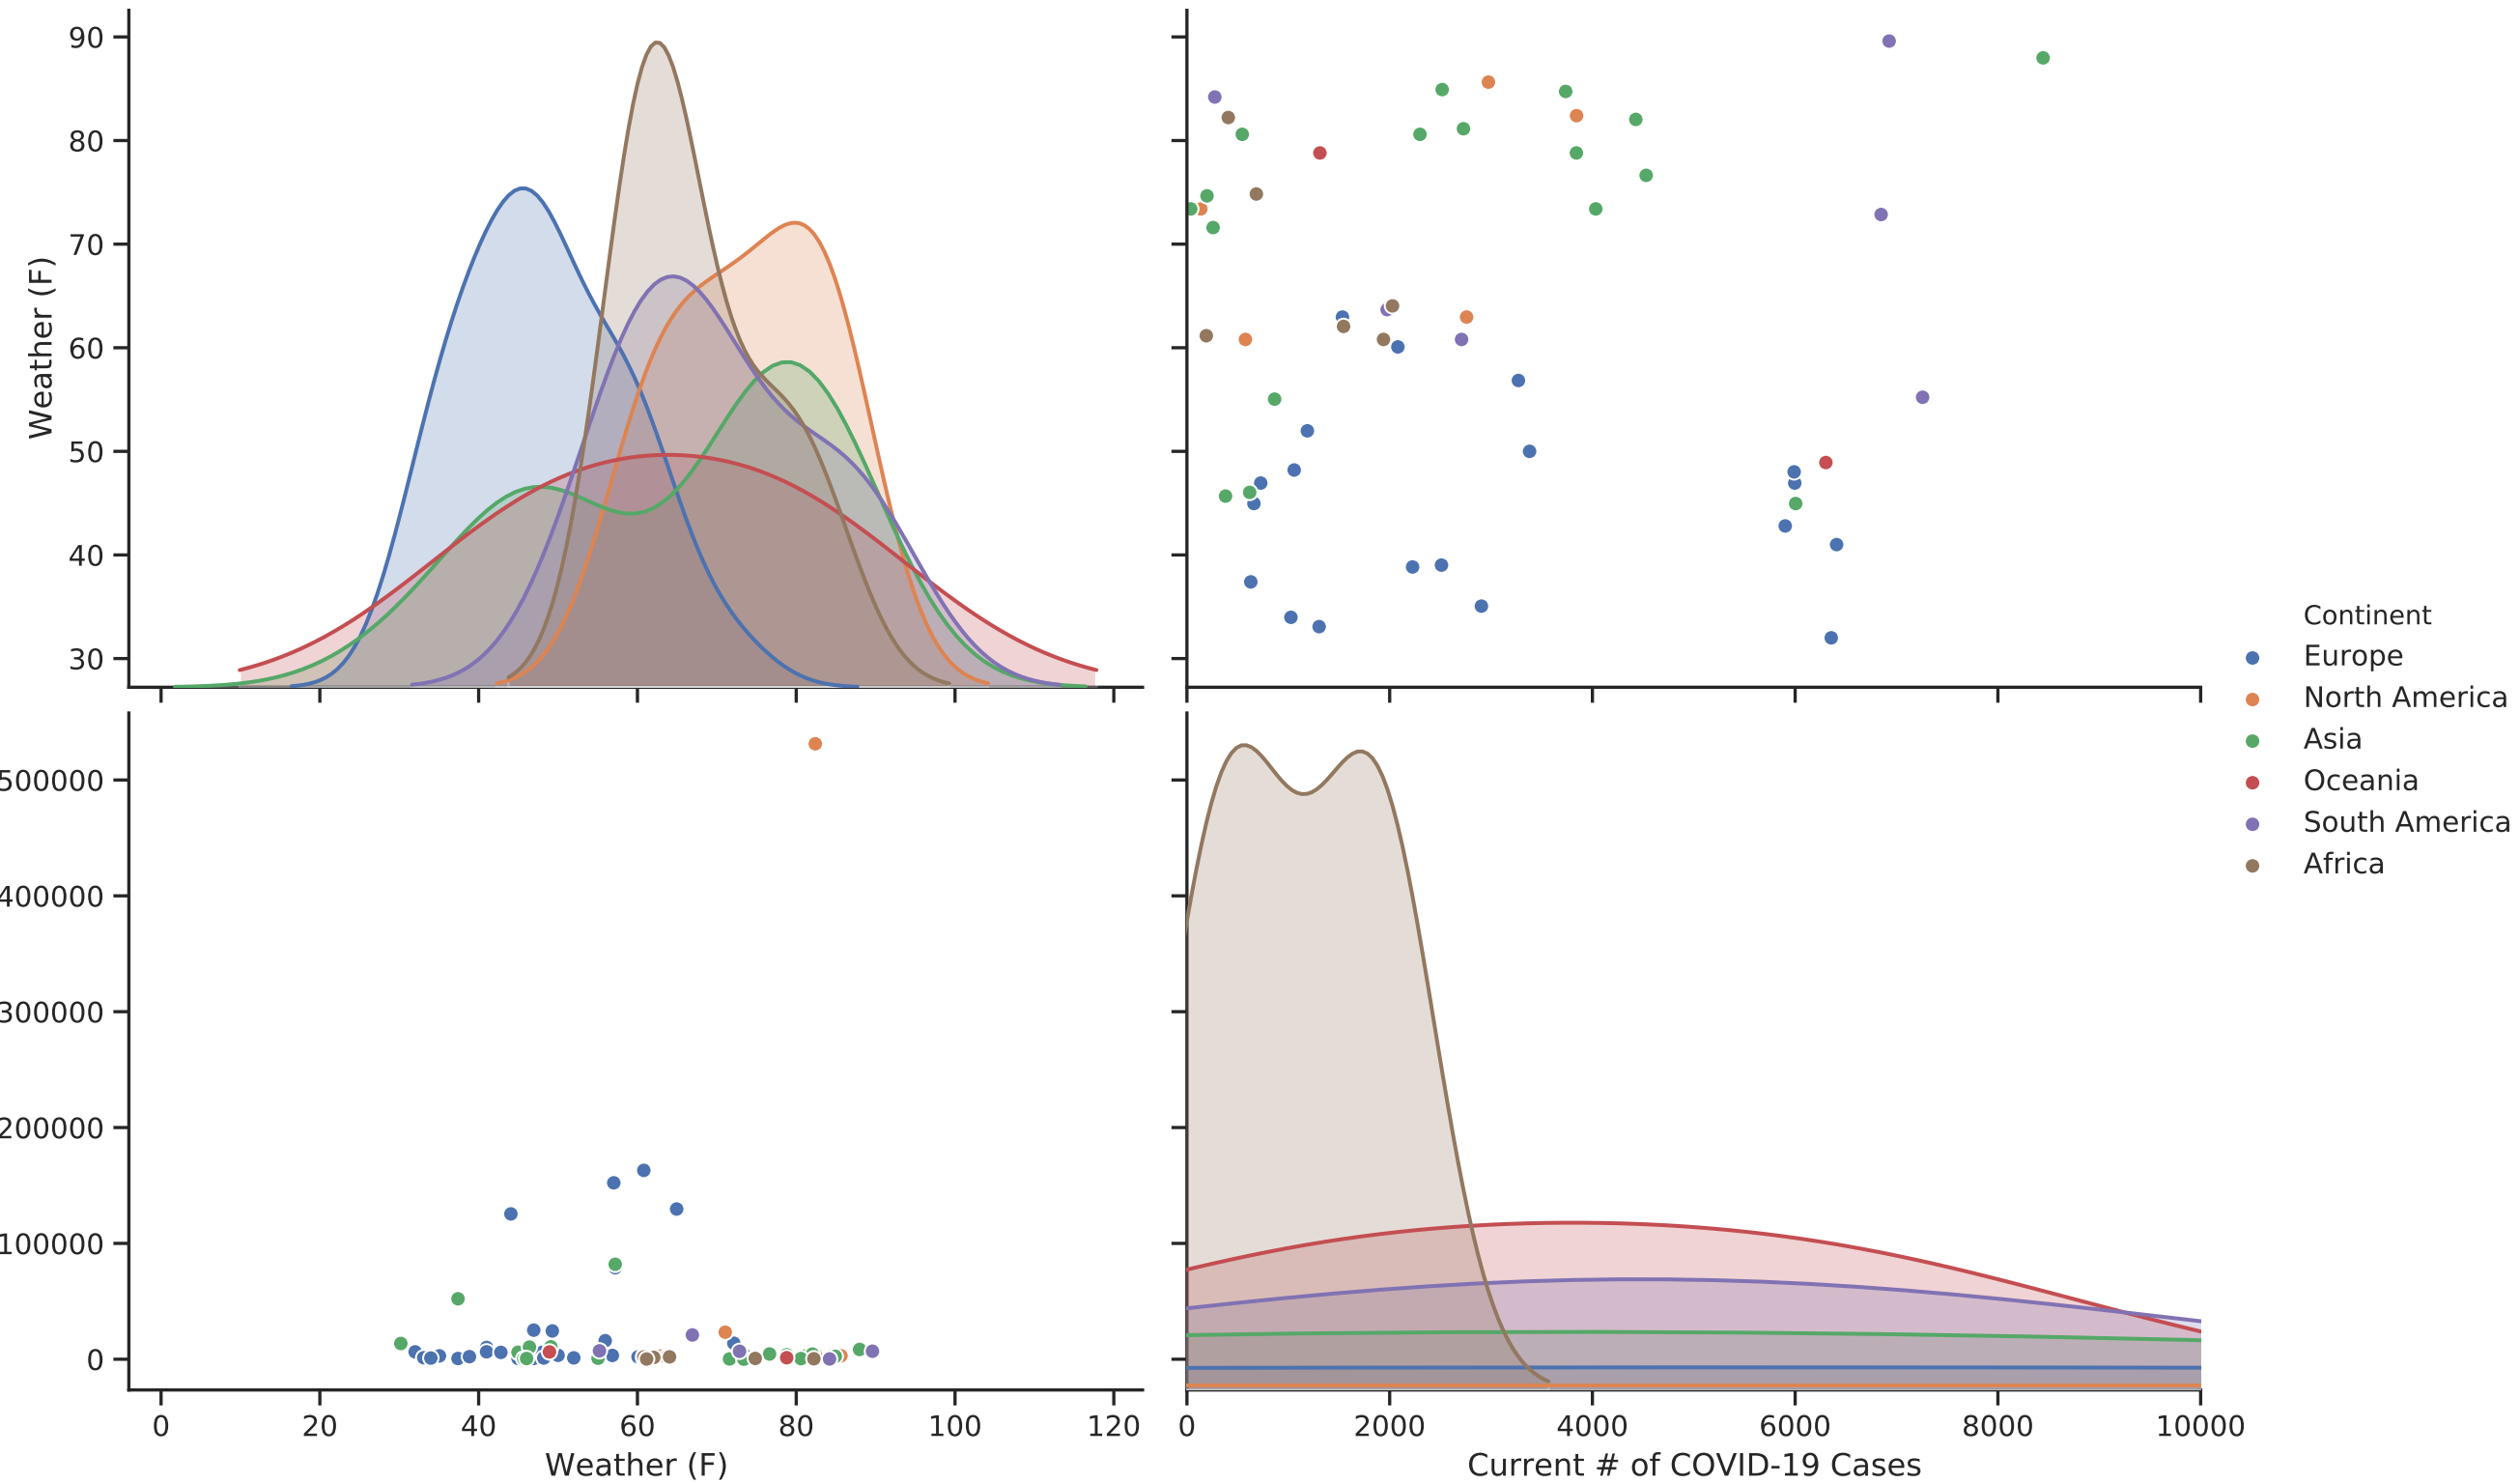 90
80
70
60
50
40
30
Weather (F)
Continent
Europe
North America
Asia
Oceania
South America
Africa
500000
400000
300000
200000
100000
0
0 20 40 60 80 100 120
Weather (F)
0 2000 4000 6000 8000 10000
Current # of COVID-19 Cases